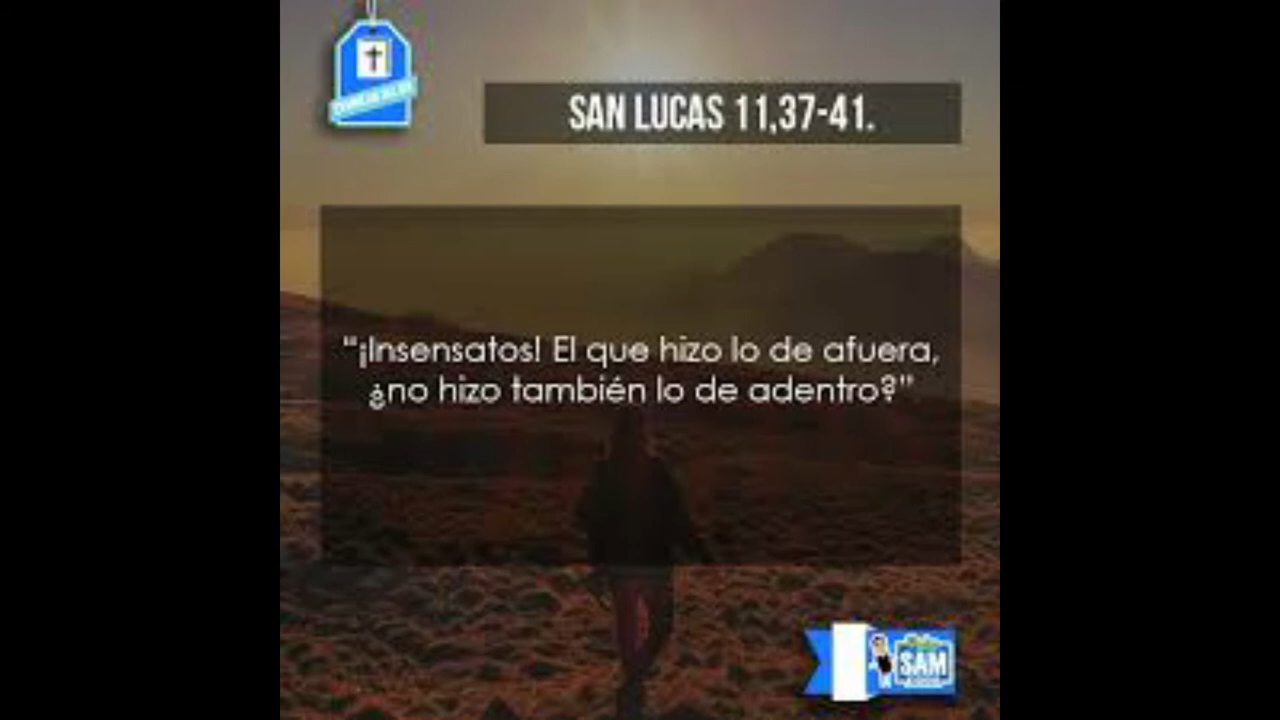 SAN LUCAS 11,37-41.
“¡Insensatos! El que hizo lo de afuera,
¿no hizo también lo de adentro?”
SAM